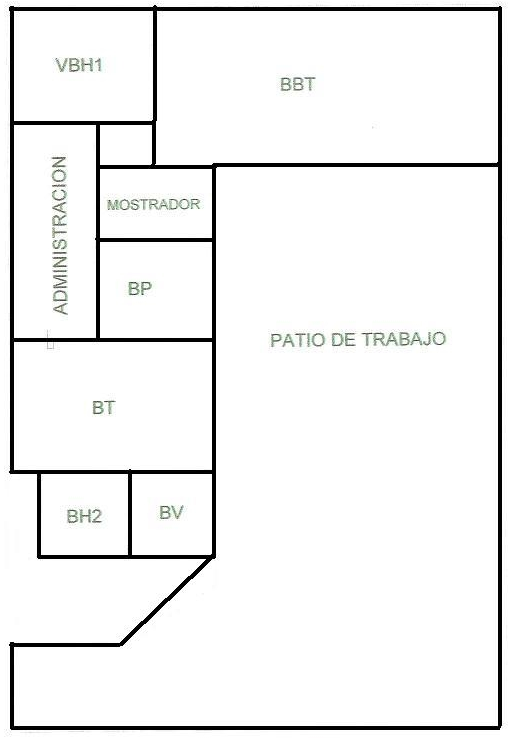 VBH1
BBT
ADMINISTRACION
MOSTRADOR
BP
PATIO DE TRABAJO
BT
BH2
BV